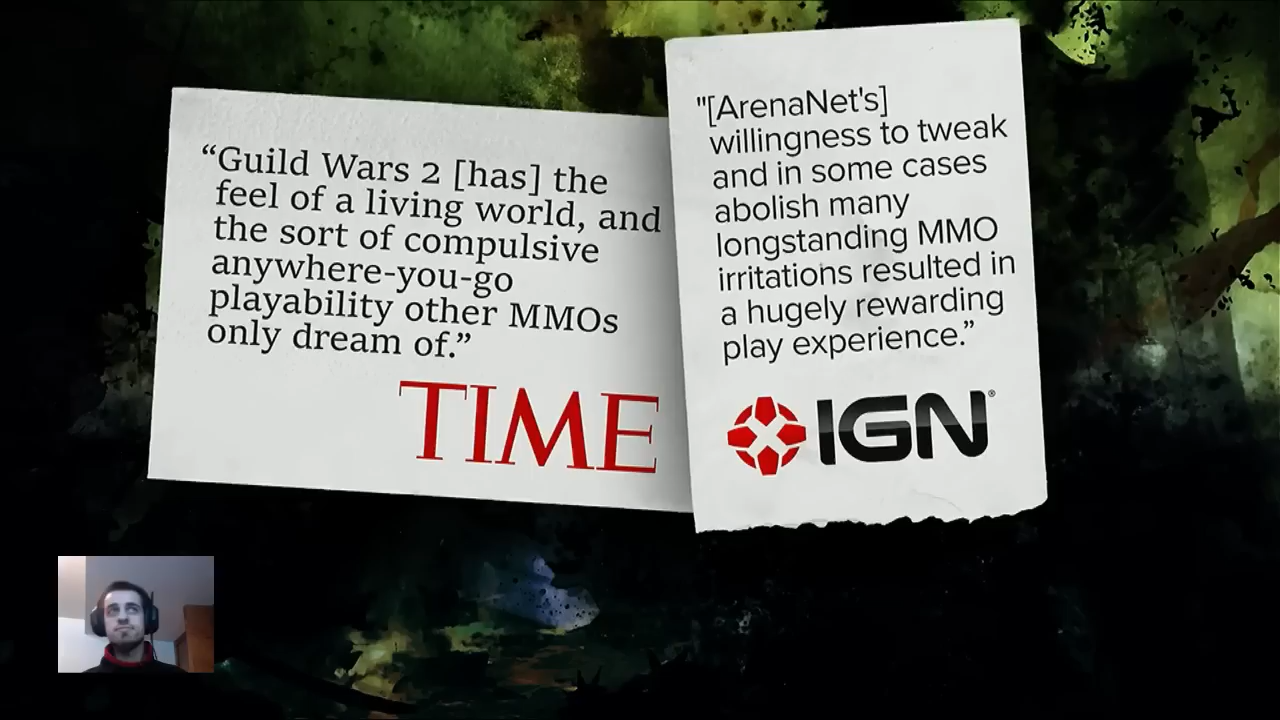 “Guild Wars 2 [has] the
feel of a living world, and
the sort of compulsive
anywhere-you-go
playability other MMOs
only dream of.”
TIME
"[ArenaNet's]
willingness to tweak
and in some cases
abolish many
longstanding MMO
irritations resulted in
a hugely rewarding
play experience.”
IGN®